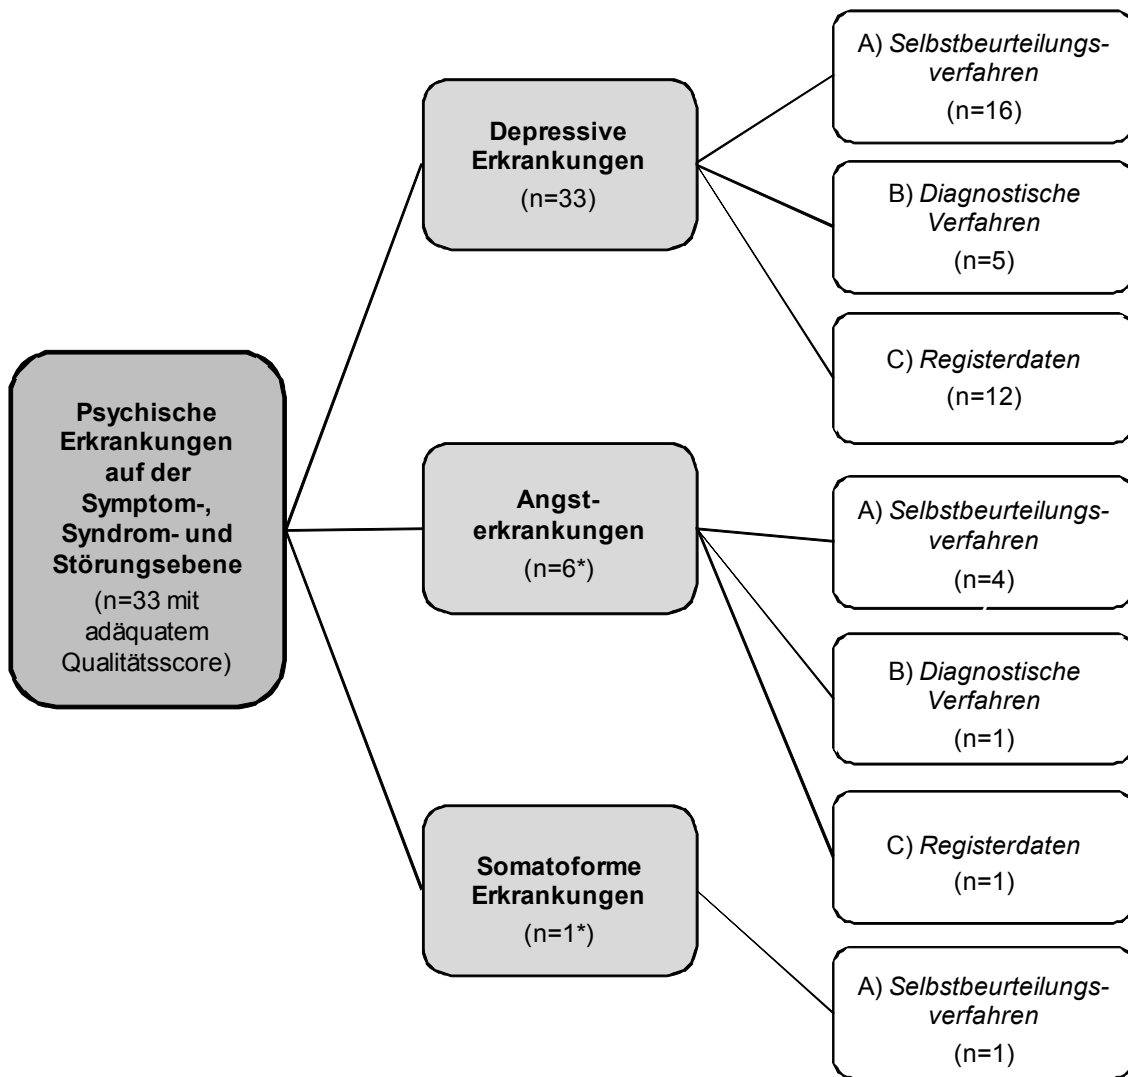 Psychische
Erkrankungen
auf der
Symptom-,
Syndrom- und
Störungsebene
(n=33 mit
adäquatem
Qualitätsscore)
Depressive
Erkrankungen
(n=33)
A) Selbstbeurteilungs-
verfahren
(n=16)
B) Diagnostische
Verfahren
(n=5)
C) Registerdaten
(n=12)
Angst-
erkrankungen
(n=6*)
A) Selbstbeurteilungs-
verfahren
(n=4)
B) Diagnostische
Verfahren
(n=1)
C) Registerdaten
(n=1)
Somatoforme
Erkrankungen
(n=1*)
A) Selbstbeurteilungs-
verfahren
(n=1)